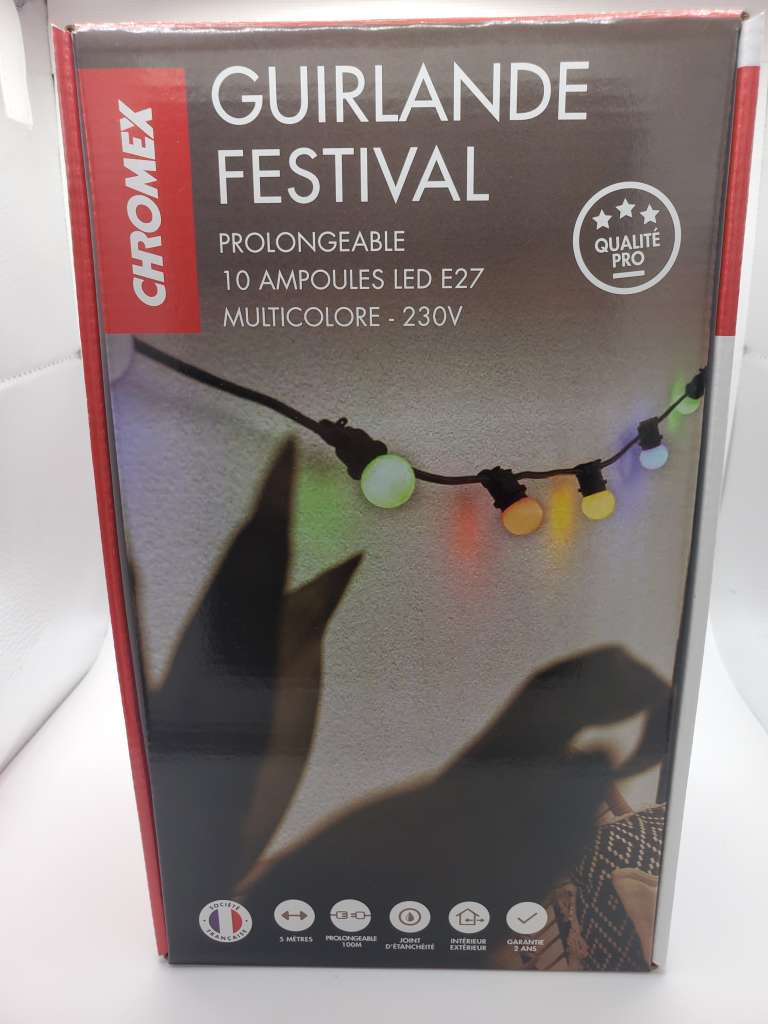 CHROMEX
GUIRLANDE
FESTIVAL
PROLONGEABLE
10 AMPOULES LED E27
MULTICOLORE - 230V
QUALITÉ
PRO
SOCIÉTÉ
FRANÇAISE
5 MÈTRES
PROLONGEABLE
100M
JOINT
D'ÉTANCHÉITÉ
INTÉRIEUR
EXTÉRIEUR
GARANTIE
2 ANS